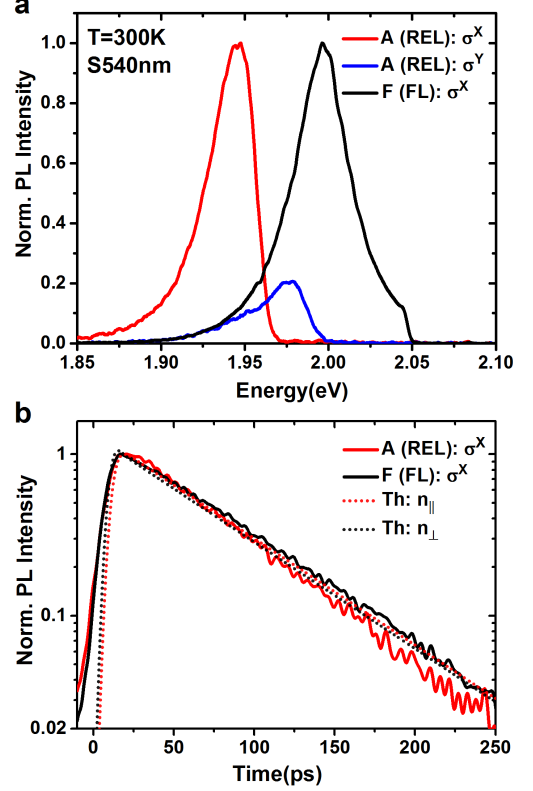 a
T=300K
S540nm
A (REL): σX
A (REL): σY
F (FL): σX
Norm. PL Intensity
1.0
0.8
0.6
0.4
0.2
0.0
1.85 1.90 1.95 2.00 2.05 2.10
Energy(eV)
b
A (REL): σX
F (FL): σX
Th: n||
Th: n⊥
Norm. PL Intensity
1
0.1
0.02
0 50 100 150 200 250
Time(ps)